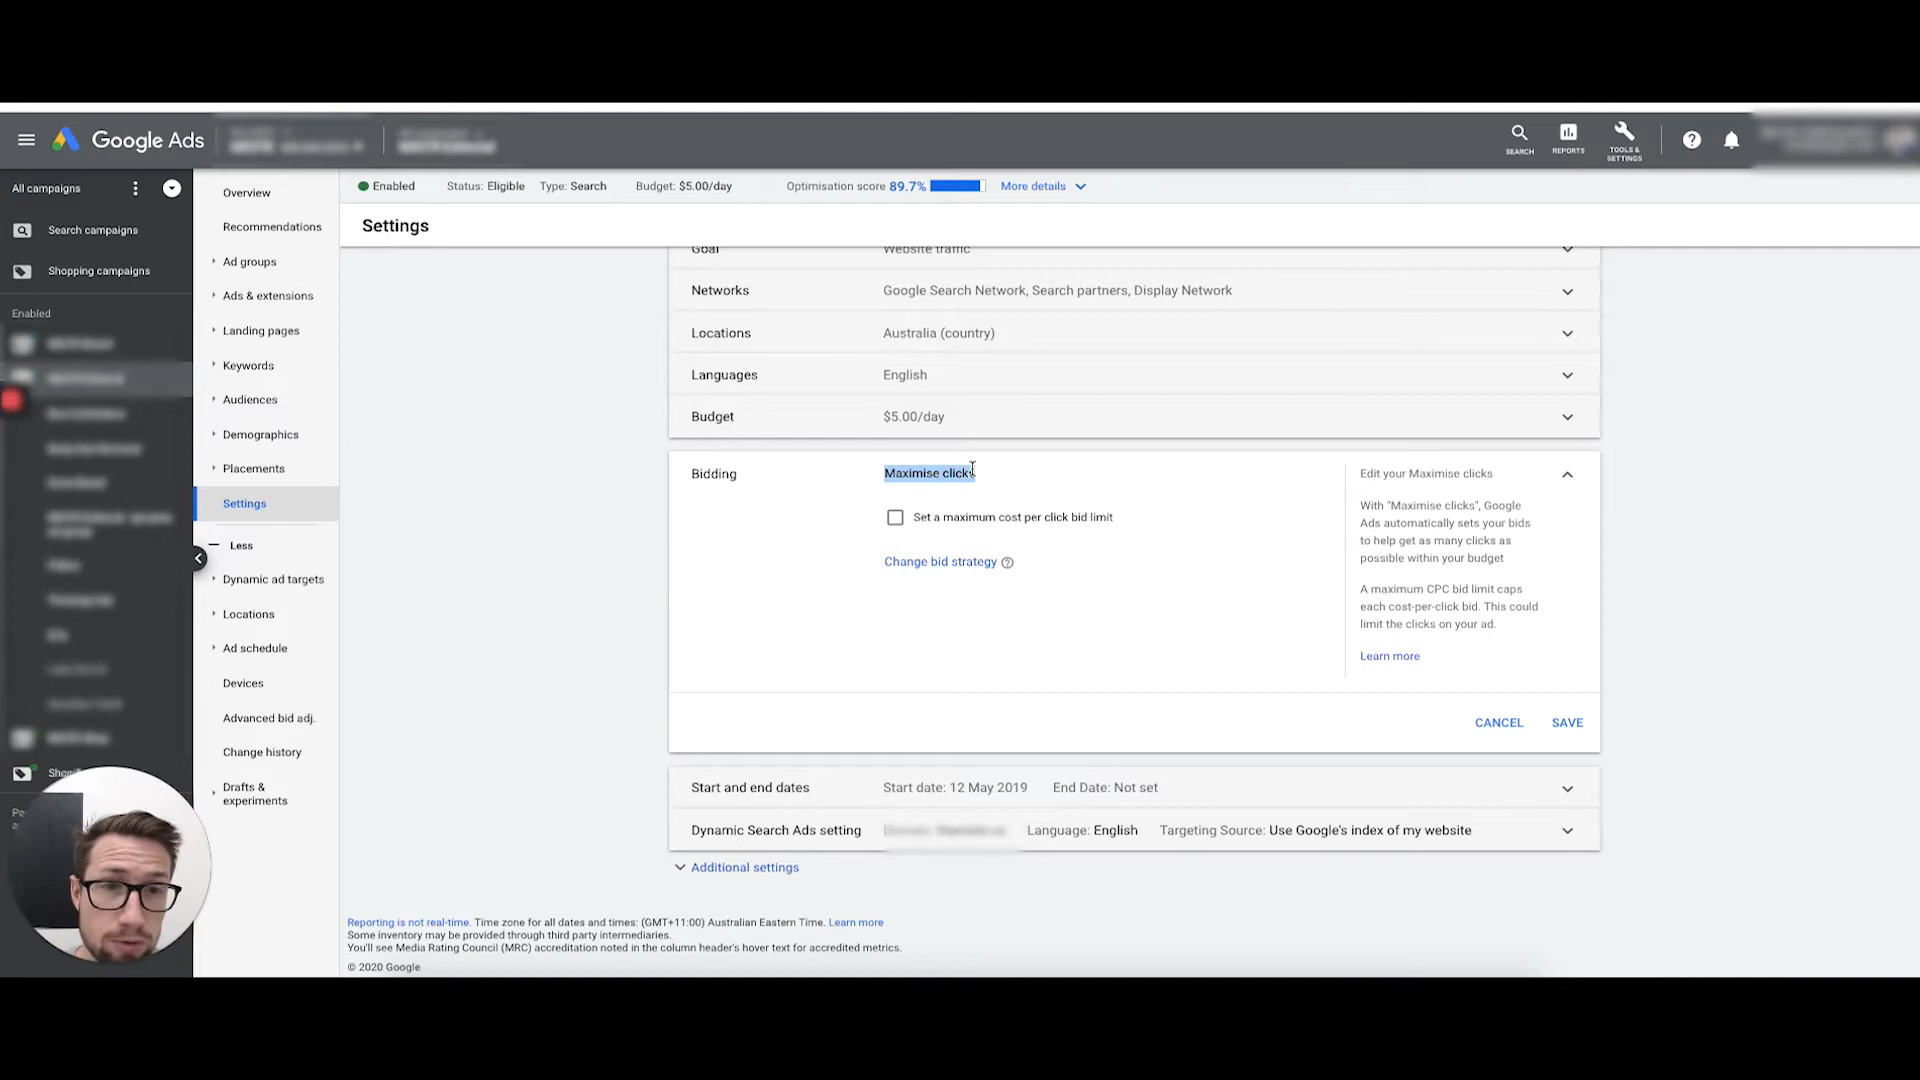 Google Ads
SEARCH
REPORTS
TOOLS &
SETTINGS
All campaigns
Search campaigns
Shopping campaigns
Enabled
Overview
Recommendations
Ad groups
Ads & extensions
Landing pages
Keywords
Audiences
Demographics
Placements
Settings
Less
Dynamic ad targets
Locations
Ad schedule
Devices
Advanced bid adj.
Change history
Drafts &
experiments
Enabled Status: Eligible Type: Search Budget: $5.00/day Optimisation score 89.7% More details
Settings
Goal Website traffic
Networks Google Search Network, Search partners, Display Network
Locations Australia (country)
Languages English
Budget $5.00/day
Bidding Maximise clicks
Set a maximum cost per click bid limit
Change bid strategy
Edit your Maximise clicks
With "Maximise clicks", Google
Ads automatically sets your bids
to help get as many clicks as
possible within your budget
A maximum CPC bid limit caps
each cost-per-click bid. This could
limit the clicks on your ad.
Learn more
CANCEL SAVE
Start and end dates Start date: 12 May 2019 End Date: Not set
Dynamic Search Ads setting Language: English Targeting Source: Use Google's index of my website
Additional settings
Reporting is not real-time. Time zone for all dates and times: (GMT+11:00) Australian Eastern Time. Learn more
Some inventory may be provided through third party intermediaries.
You'll see Media Rating Council (MRC) accreditation noted in the column header's hover text for accredited metrics.
© 2020 Google